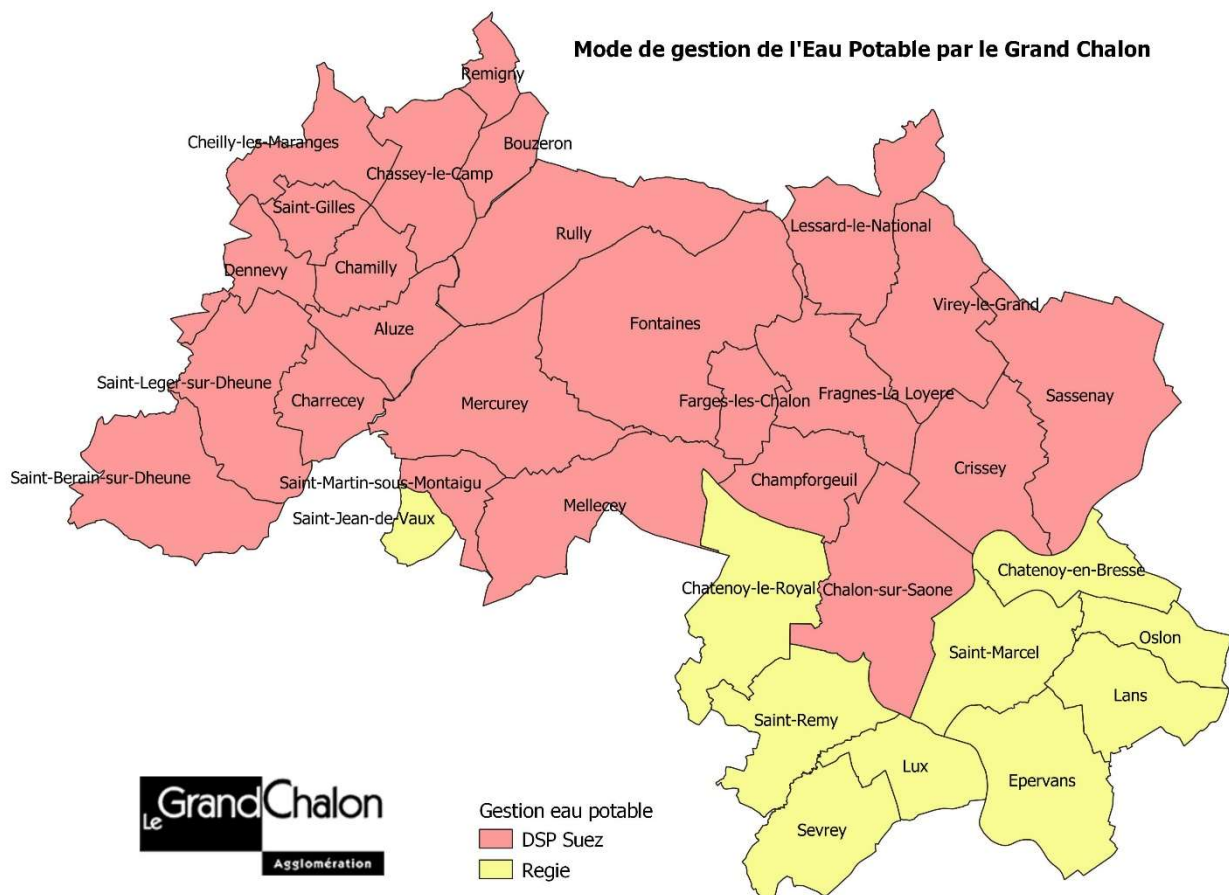 Mode de gestion de l'Eau Potable par le Grand Chalon
Remigny
Cheilly-les-Maranges
Bouzeron
Chassey-le-Camp
Saint-Gilles
Lessard-le-National
Rully
Dennevy
Chamilly
Virey-le-Grand
Fontaines
Aluze
Saint-Leger-sur-Dheune
Charrecey
Mercurey
Farges-les-Chalon
Fragnes-La Loyere
Sassenay
Saint-Berain-sur-Dheune
Saint-Martin-sous-Montaigu
Champforgeuil
Crissey
Saint-Jean-de-Vaux
Mellecey
Chatenoy-le-Royal
Chalon-sur-Saone
Chatenoy-en-Bresse
Saint-Marcel
Oslon
Lans
Saint-Remy
Lux
Epervans
Sevrey
Le Grand Chalon
Agglomération
Gestion eau potable
DSP Suez
Regie